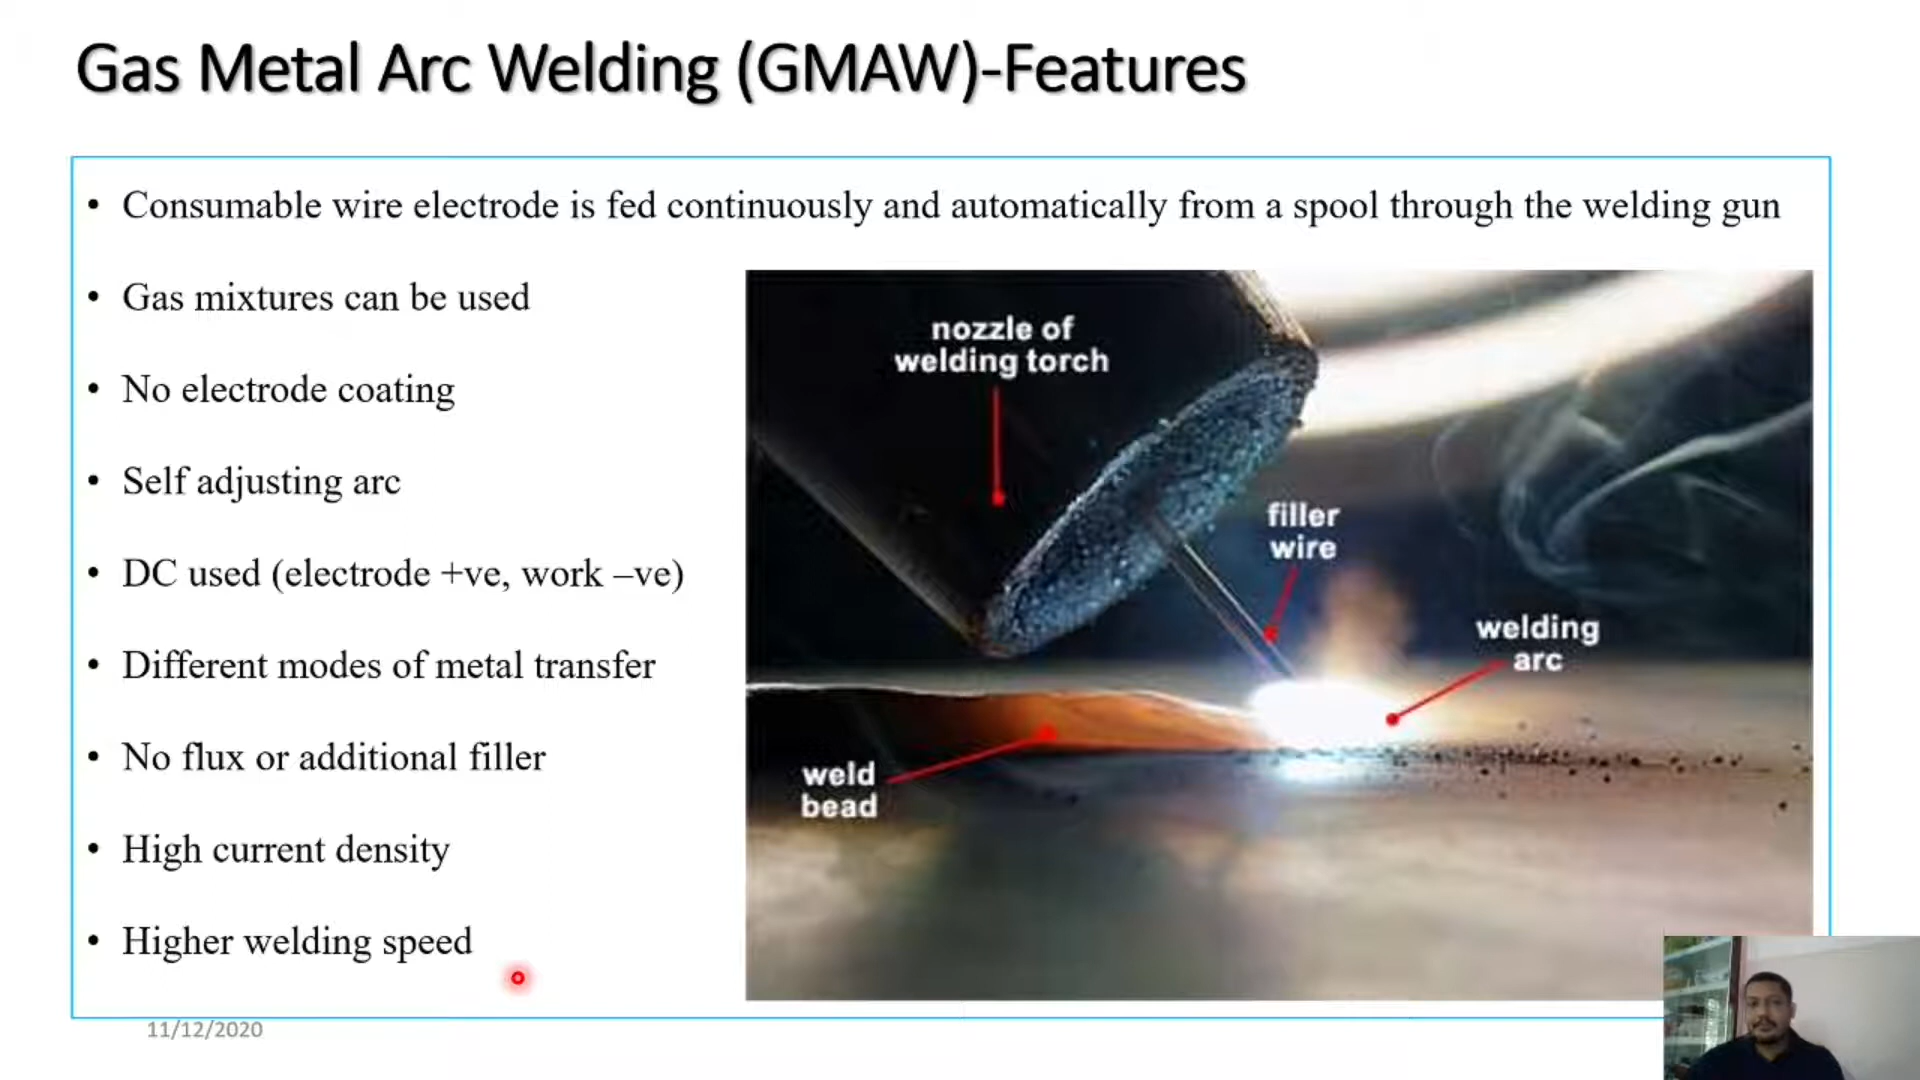 Gas Metal Arc Welding (GMAW)-Features
• Consumable wire electrode is fed continuously and automatically from a spool through the welding gun
• Gas mixtures can be used
• No electrode coating
• Self adjusting arc
• DC used (electrode +ve, work –ve)
• Different modes of metal transfer
• No flux or additional filler
• High current density
• Higher welding speed
nozzle of
welding torch
filler
wire
welding
arc
weld
bead
11/12/2020